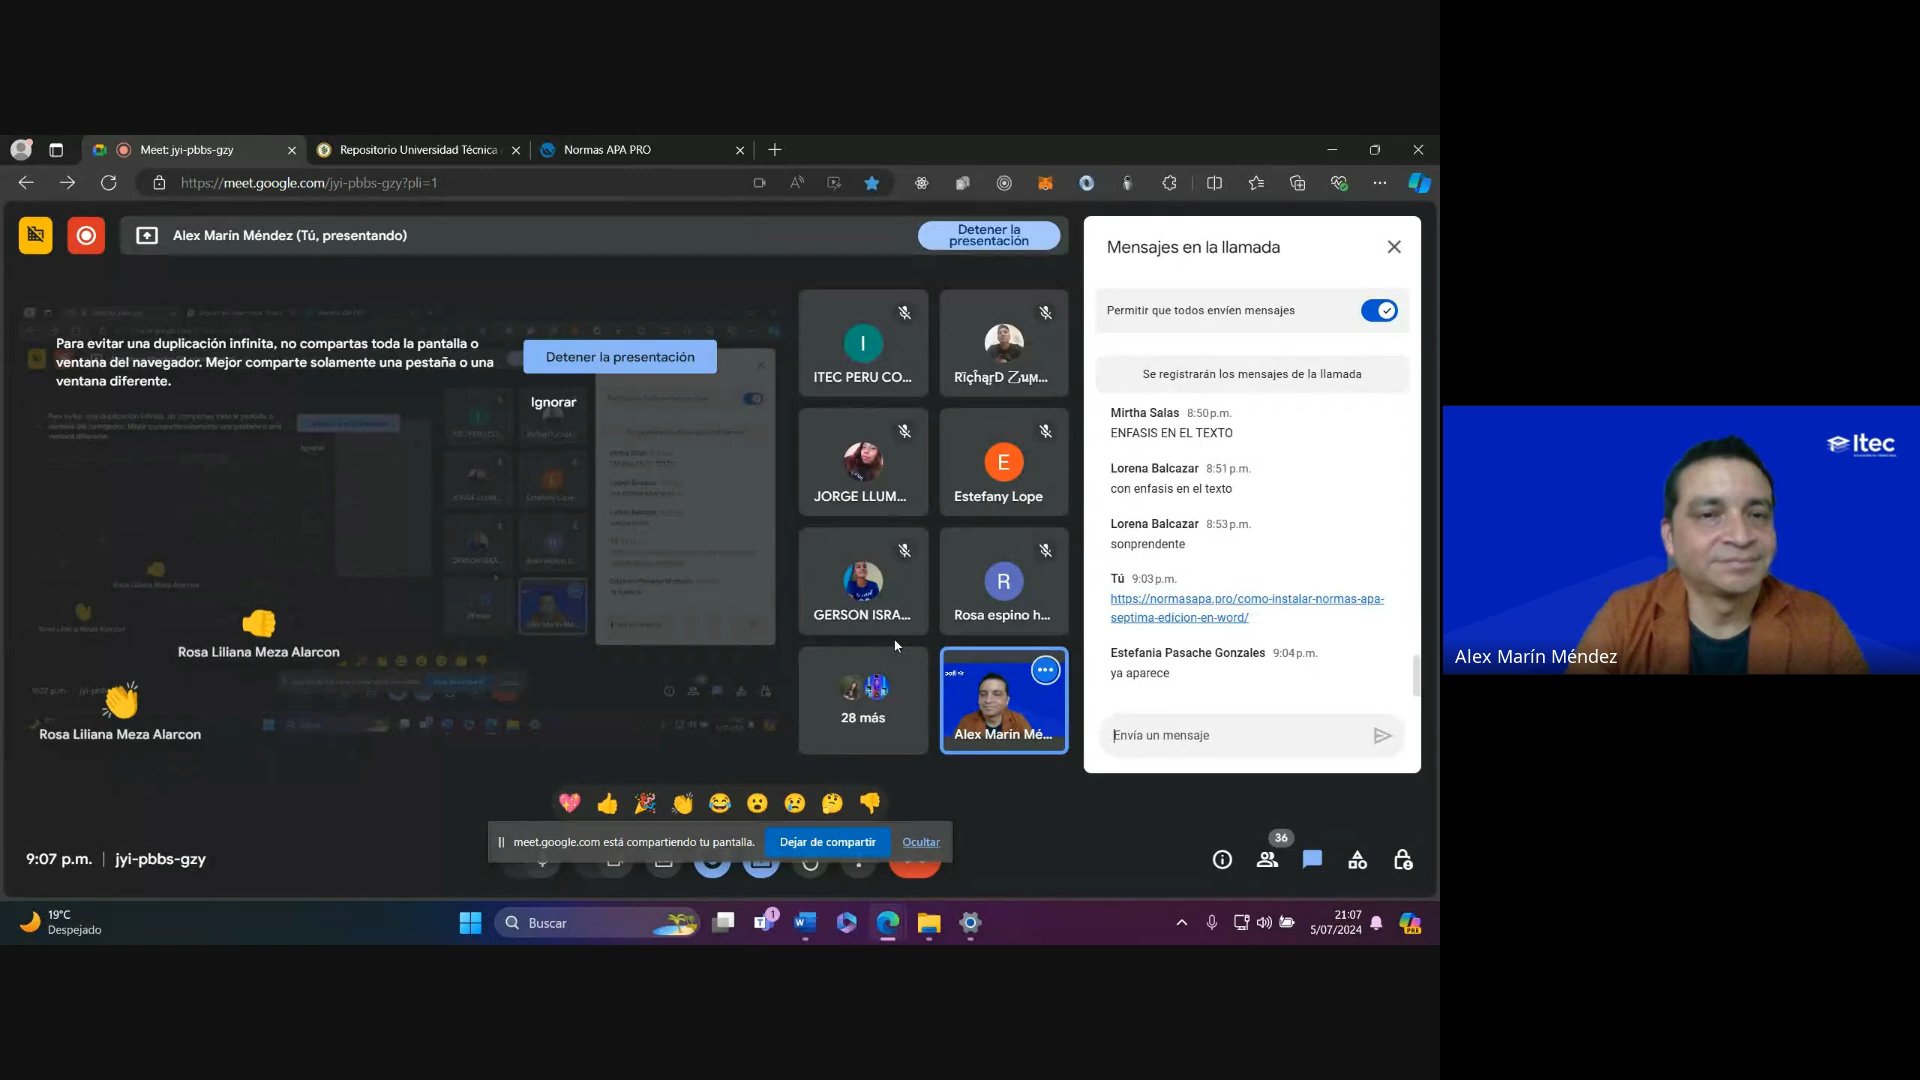 Meet: jyi-pbbs-gzy
Repositorio Universidad Técnica
Normas APA PRO
https://meet.google.com/jyi-pbbs-gzy?pli=1
Alex Marín Méndez (Tú, presentando)
Detener la
presentación
Para evitar una duplicación infinita, no compartas toda la pantalla o
ventana del navegador. Mejor comparte solamente una pestaña o una
ventana diferente.
Detener la presentación
Ignorar
Rosa Liliana Meza Alarcon
Rosa Liliana Meza Alarcon
I
ITEC PERU CO...
JORGE LLUM...
E
Estefany Lope
GERSON ISRA...
R
Rosa espino h...
28 más
Alex Marín Mé...
Mensajes en la llamada
Permitir que todos envíen mensajes
Se registrarán los mensajes de la llamada
Mirtha Salas 8:50 p.m.
ENFASIS EN EL TEXTO
Lorena Balcazar 8:51 p.m.
con enfasis en el texto
Lorena Balcazar 8:53 p.m.
sonprendente
Tú 9:03 p.m.
https://normasapa.pro/como-instalar-normas-apa-
septima-edicion-en-word/
Estefania Pasache Gonzales 9:04 p.m.
ya aparece
Envía un mensaje
meet.google.com está compartiendo tu pantalla.
Dejar de compartir
Ocultar
9:07 p.m. | jyi-pbbs-gzy
36
19°C
Despejado
Buscar
1
21:07
5/07/2024
PRE
Itec
Alex Marín Méndez